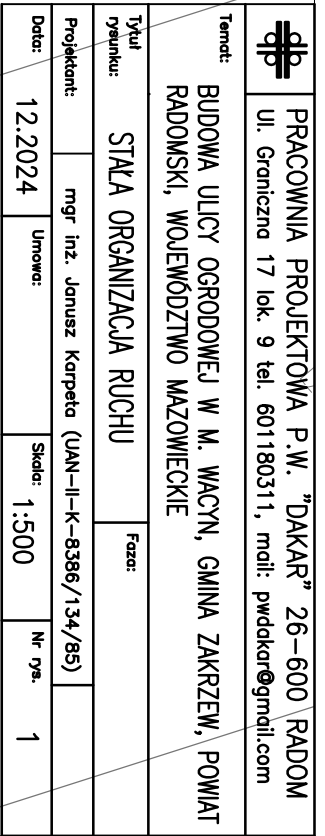 PRACOWNIA PROJEKTOWA P.W. "DAKAR" 26-600 RADOM
Ul. Graniczna 17 lok. 9 tel. 601180311, mail: pwdakar@gmail.com
Temat:
BUDOWA ULICY OGRODOWEJ W M. WACYN, GMINA ZAKRZEW, POWIAT
RADOMSKI, WOJEWÓDZTWO MAZOWIECKIE
Tytuł
rysunku:
STAŁA ORGANIZACJA RUCHU
Faza:
Projektant:
mgr inż. Janusz Karpeta (UAN-II-K-8386/134/85)
Data: 12.2024 Umowa: Skala: 1:500 Nr rys. 1